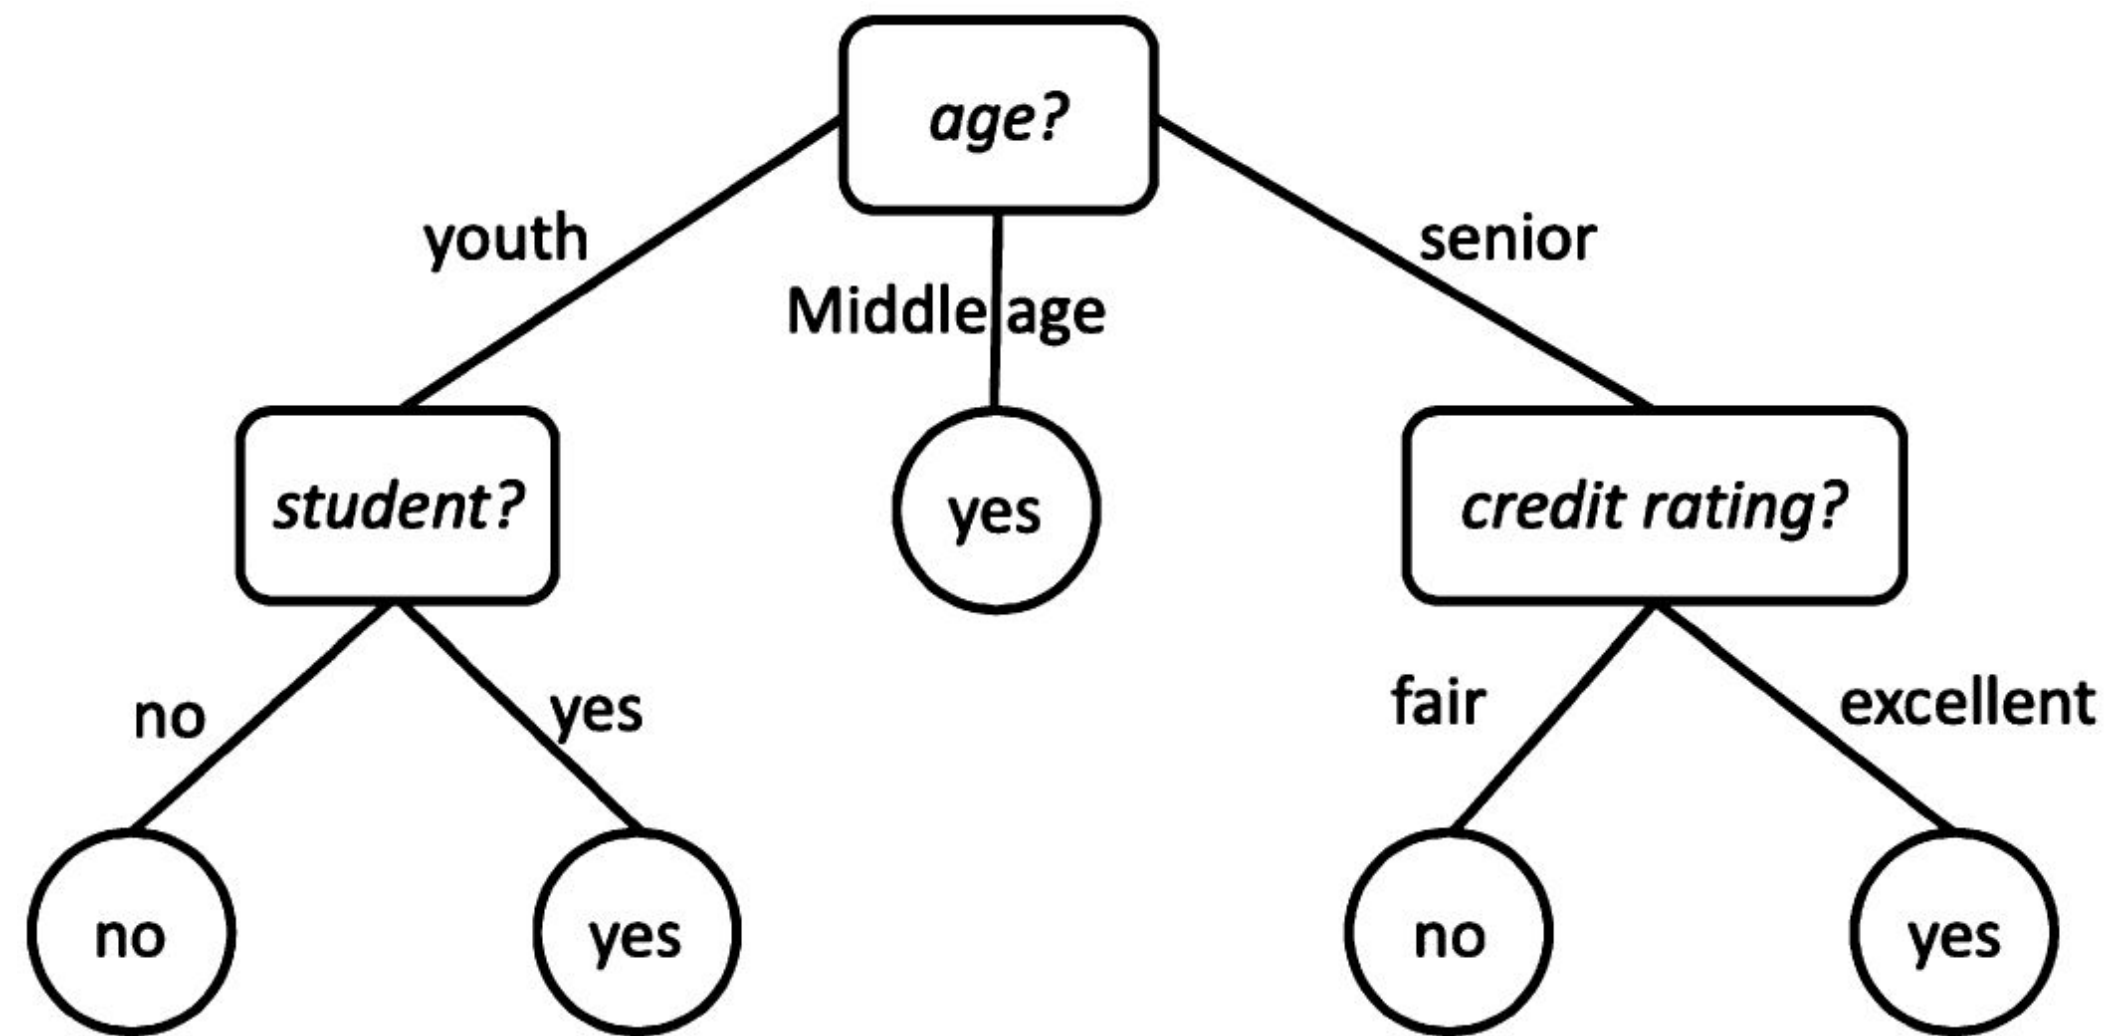 age?
youth
senior
Middle age
student?
yes
credit rating?
no
yes
fair
excellent
no
yes
no
yes